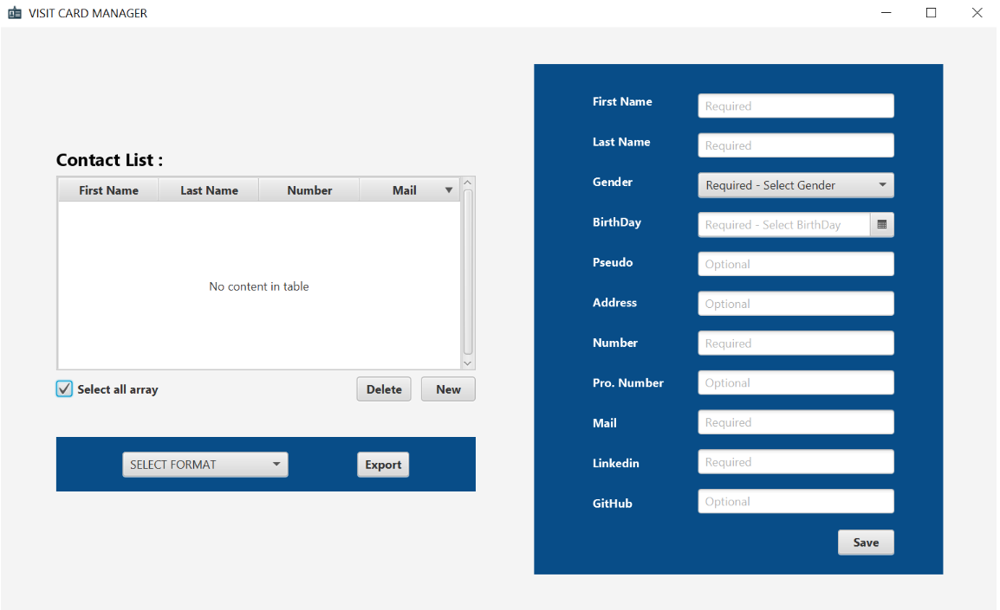 VISIT CARD MANAGER
Contact List :
First Name Last Name Number Mail
No content in table
Select all array Delete New
SELECT FORMAT Export
First Name Required
Last Name Required
Gender Required - Select Gender
BirthDay Required - Select BirthDay
Pseudo Optional
Address Optional
Number Required
Pro. Number Optional
Mail Required
Linkedin Required
GitHub Optional
Save